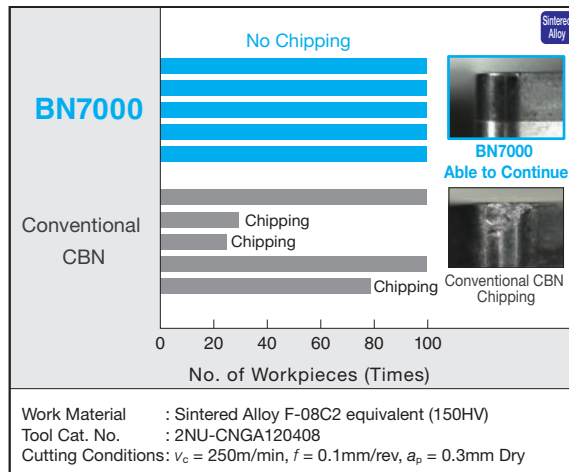 Sintered
Alloy
No Chipping
BN7000
BN7000
Able to Continue
Conventional
CBN
Chipping
Chipping
Chipping
Conventional CBN
Chipping
0 20 40 60 80 100
No. of Workpieces (Times)
Work Material : Sintered Alloy F-08C2 equivalent (150HV)
Tool Cat. No. : 2NU-CNGA120408
Cutting Conditions: vc = 250m/min, f = 0.1mm/rev, ap = 0.3mm Dry